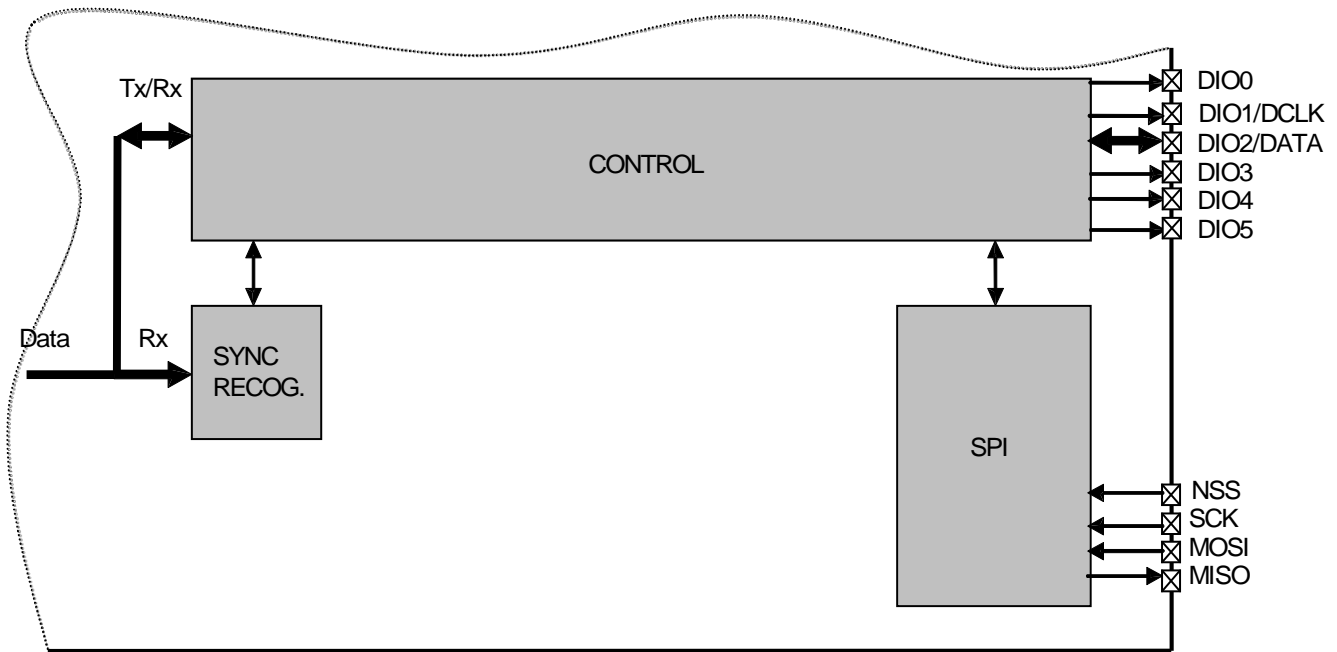 Tx/Rx
DIO0
DIO1/DCLK
DIO2/DATA
CONTROL
DIO3
DIO4
DIO5
Data
Rx
SYNC
RECOG.
SPI
NSS
SCK
MOSI
MISO